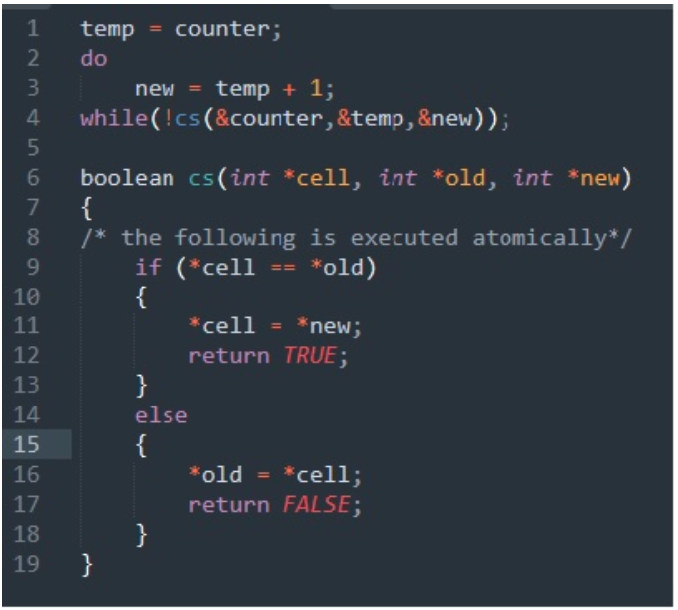 1 temp = counter;
2 do
3 new = temp + 1;
4 while(!cs(&counter,&temp,&new));
5
6 boolean cs(int *cell, int *old, int *new)
7 {
8 /* the following is executed atomically*/
9 if (*cell == *old)
10 {
11 *cell = *new;
12 return TRUE;
13 }
14 else
15 {
16 *old = *cell;
17 return FALSE;
18 }
19 }